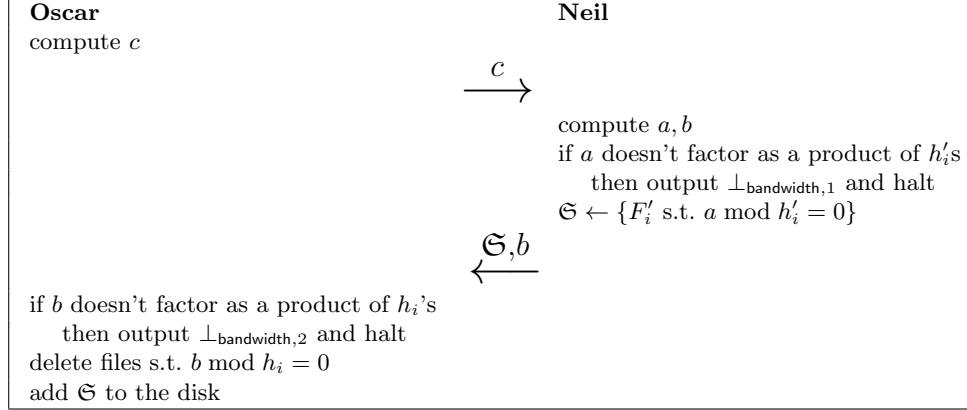 Oscar Neil
compute c
c
compute a, b
if a doesn't factor as a product of h′ᵢs
then output ⊥bandwidth,1 and halt
𝔖 ← {F′ᵢ s.t. a mod h′ᵢ = 0}
𝔖,b
if b doesn't factor as a product of hᵢ's
then output ⊥bandwidth,2 and halt
delete files s.t. b mod hᵢ = 0
add 𝔖 to the disk